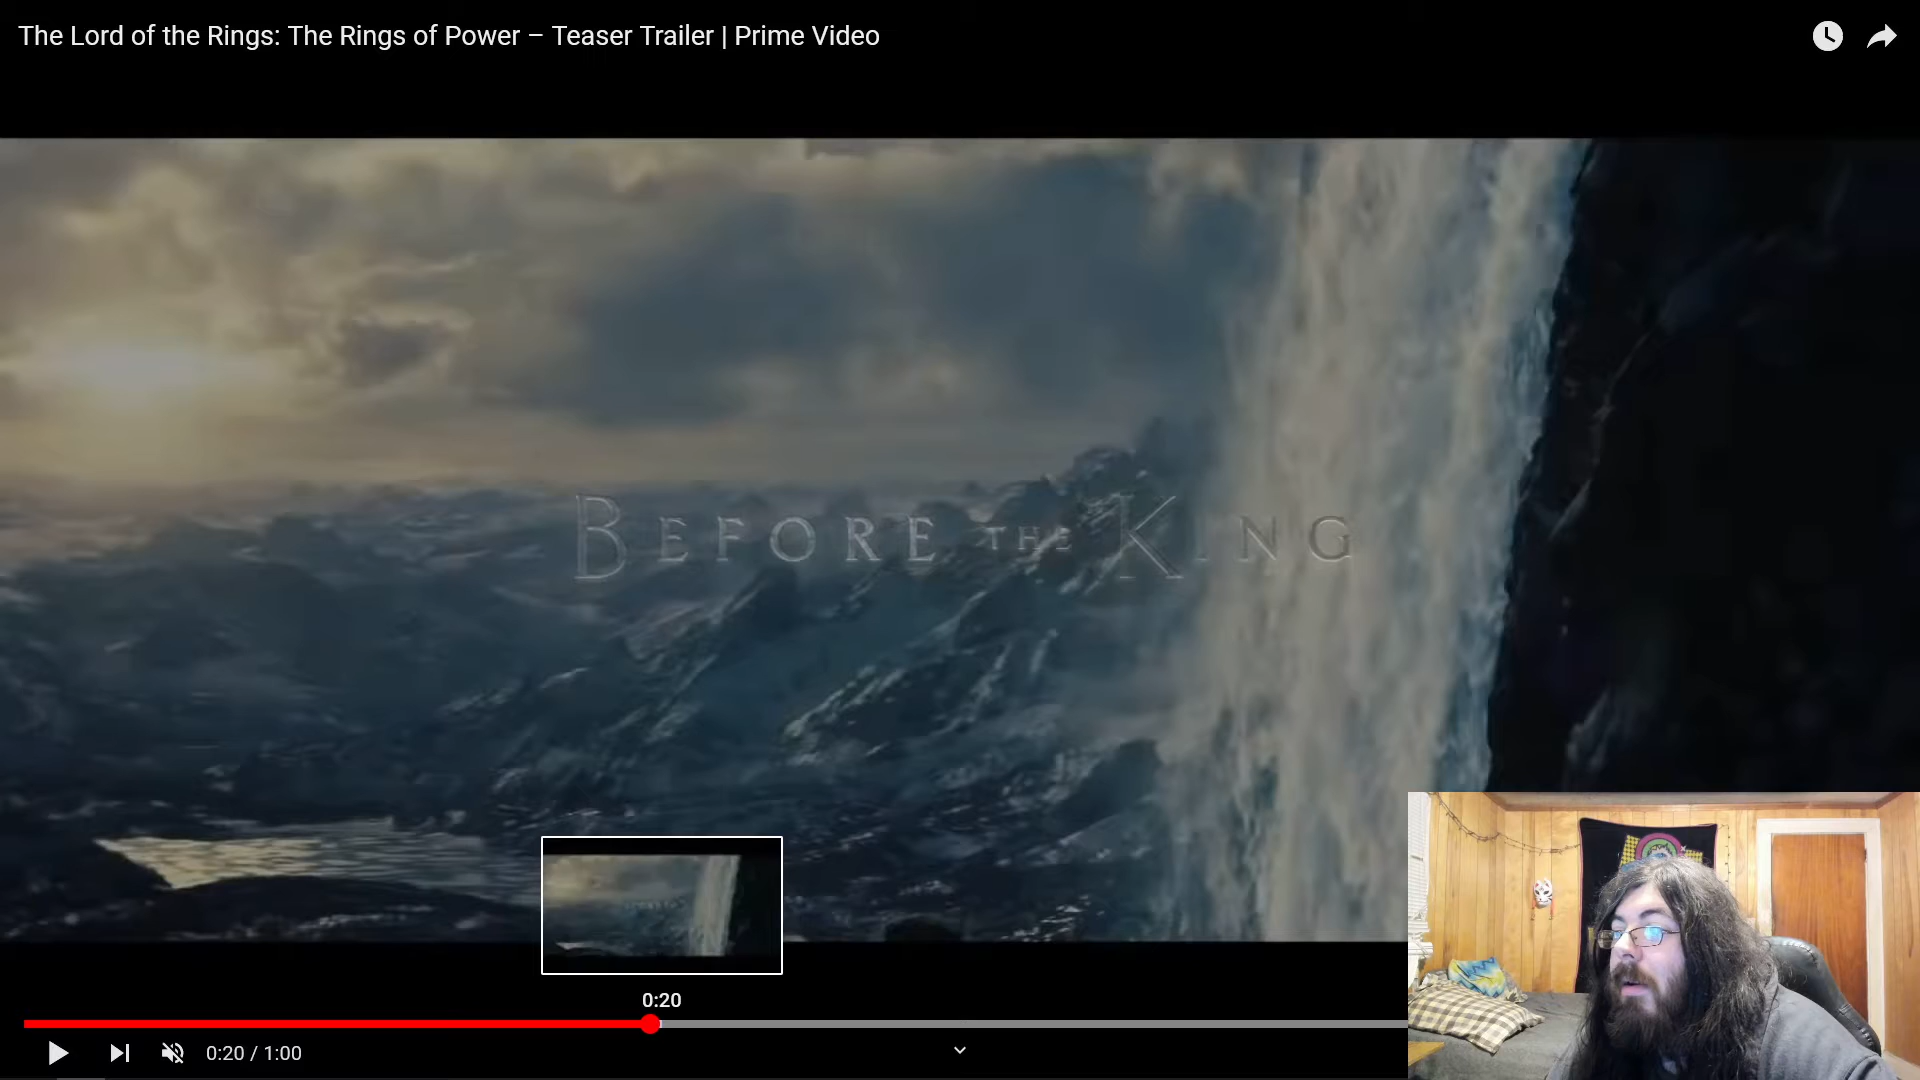 The Lord of the Rings: The Rings of Power – Teaser Trailer | Prime Video
BEFORE THE KING
0:20
0:20 / 1:00